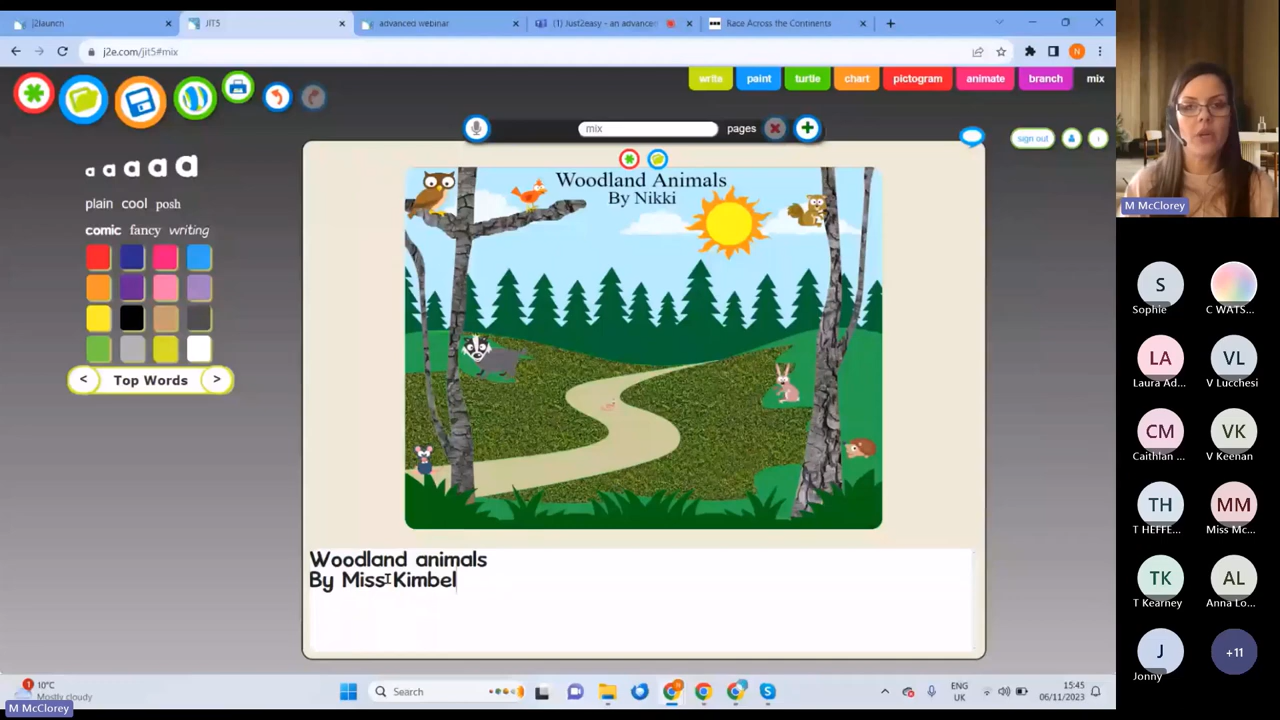 j2launch
JIT5
advanced webinar
(1) Just2easy - an advance
Race Across the Continents
j2e.com/jit5#mix
N
write
paint
turtle
chart
pictogram
animate
branch
mix
mix
pages
sign out
i
a a a a a
plain cool posh
comic fancy writing
< Top Words >
Woodland Animals
By Nikki
Woodland animals
By Miss Kimbel
M McClorey
S
Sophie
C WATS...
LA
Laura Ad...
VL
V Lucchesi
CM
Caithlan ...
VK
V Keenan
TH
T HEFFE...
MM
Miss Mc...
TK
T Kearney
AL
Anna Lo...
J
Jonny
+11
1
10°C
Mostly cloudy
Search
ENG
UK
15:45
06/11/2023
M McClorey